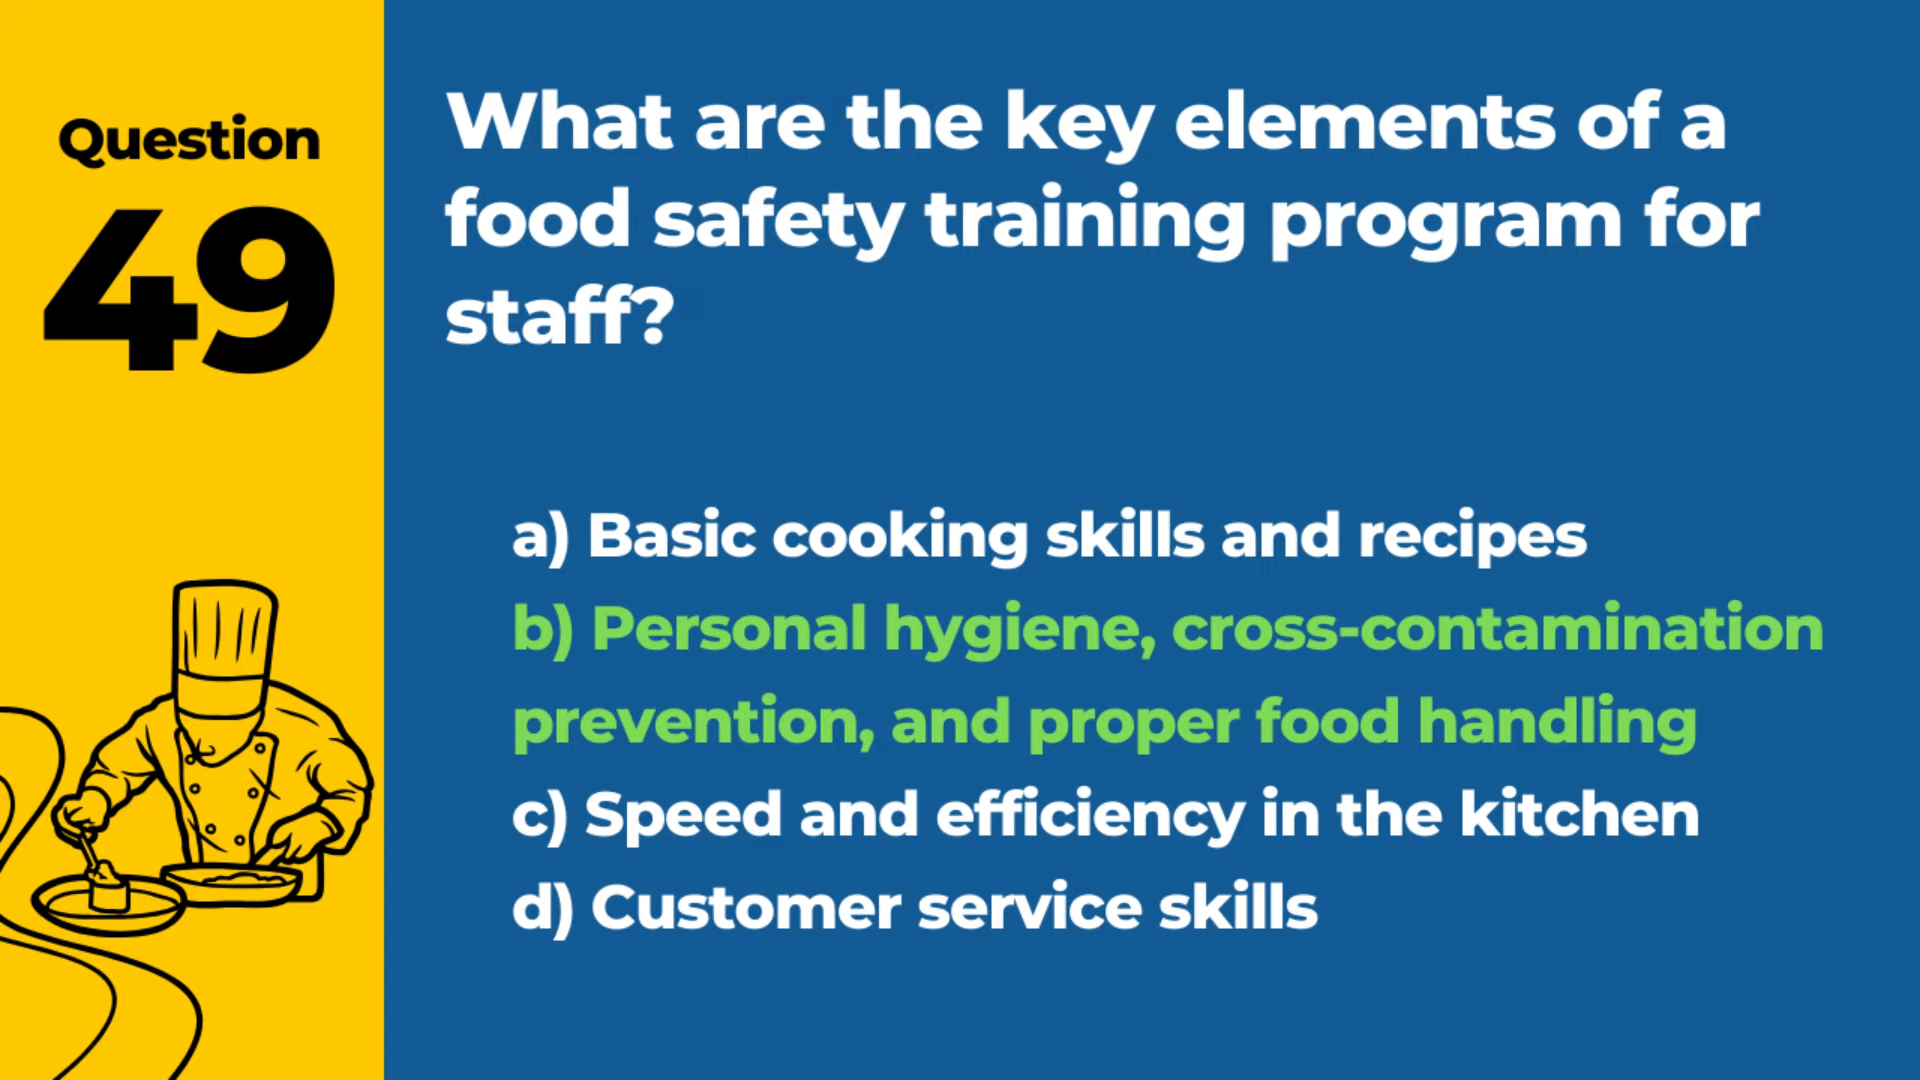 Question
49
What are the key elements of a
food safety training program for
staff?
a) Basic cooking skills and recipes
b) Personal hygiene, cross-contamination
prevention, and proper food handling
c) Speed and efficiency in the kitchen
d) Customer service skills